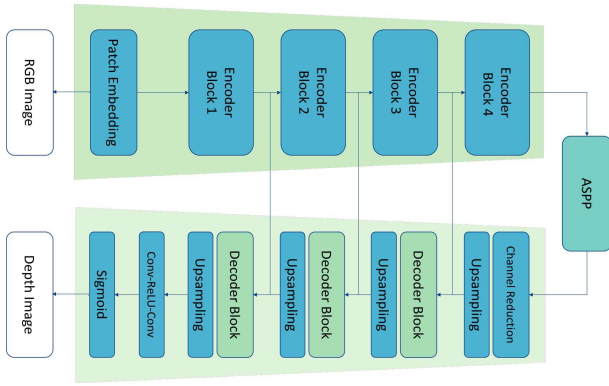 RGB Image
Patch Embedding
Encoder
Block 1
Encoder
Block 2
Encoder
Block 3
Encoder
Block 4
ASPP
Depth Image
Sigmoid
Conv-ReLU-Conv
Upsampling
Decoder Block
Upsampling
Decoder Block
Upsampling
Decoder Block
Upsampling
Channel Reduction